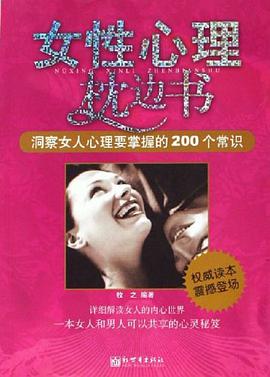 女性心理
NÜXING XINLI ZHENBIANSHU
枕边书
洞察女人心理要掌握的200个常识
权威读本
震撼登场
牧 之 编著
详细解读女人的内心世界
一本女人和男人可以共享的心灵秘笈
新世界出版社